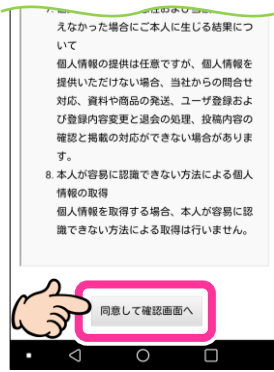 えなかった場合にご本人に生じる結果につ
いて
個人情報の提供は任意ですが、個人情報を
提供いただけない場合、当社からの問合せ
対応、資料や商品の発送、ユーザ登録およ
び登録内容変更と退会の処理、投稿内容の
確認と掲載の対応ができない場合がありま
す。
8. 本人が容易に認識できない方法による個人
情報の取得
個人情報を取得する場合、本人が容易に認
識できない方法による取得は行いません。
同意して確認画面へ